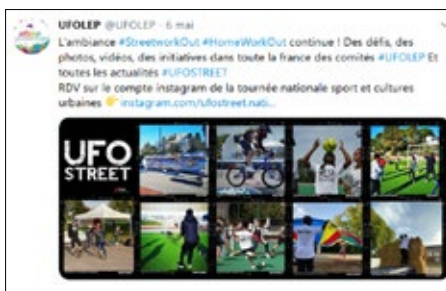 UFOLEP @UFOLEP · 6 mai
L'ambiance #StreetworkOut #HomeWorkOut continue ! Des défis, des
photos, vidéos, des initiatives dans toute la france des comités #UFOLEP Et
toutes les actualités #UFOSTREET
RDV sur le compte instagram de la tournée nationale sport et cultures
urbaines 👉 instagram.com/ufostreet.nati...
UFO
STREET